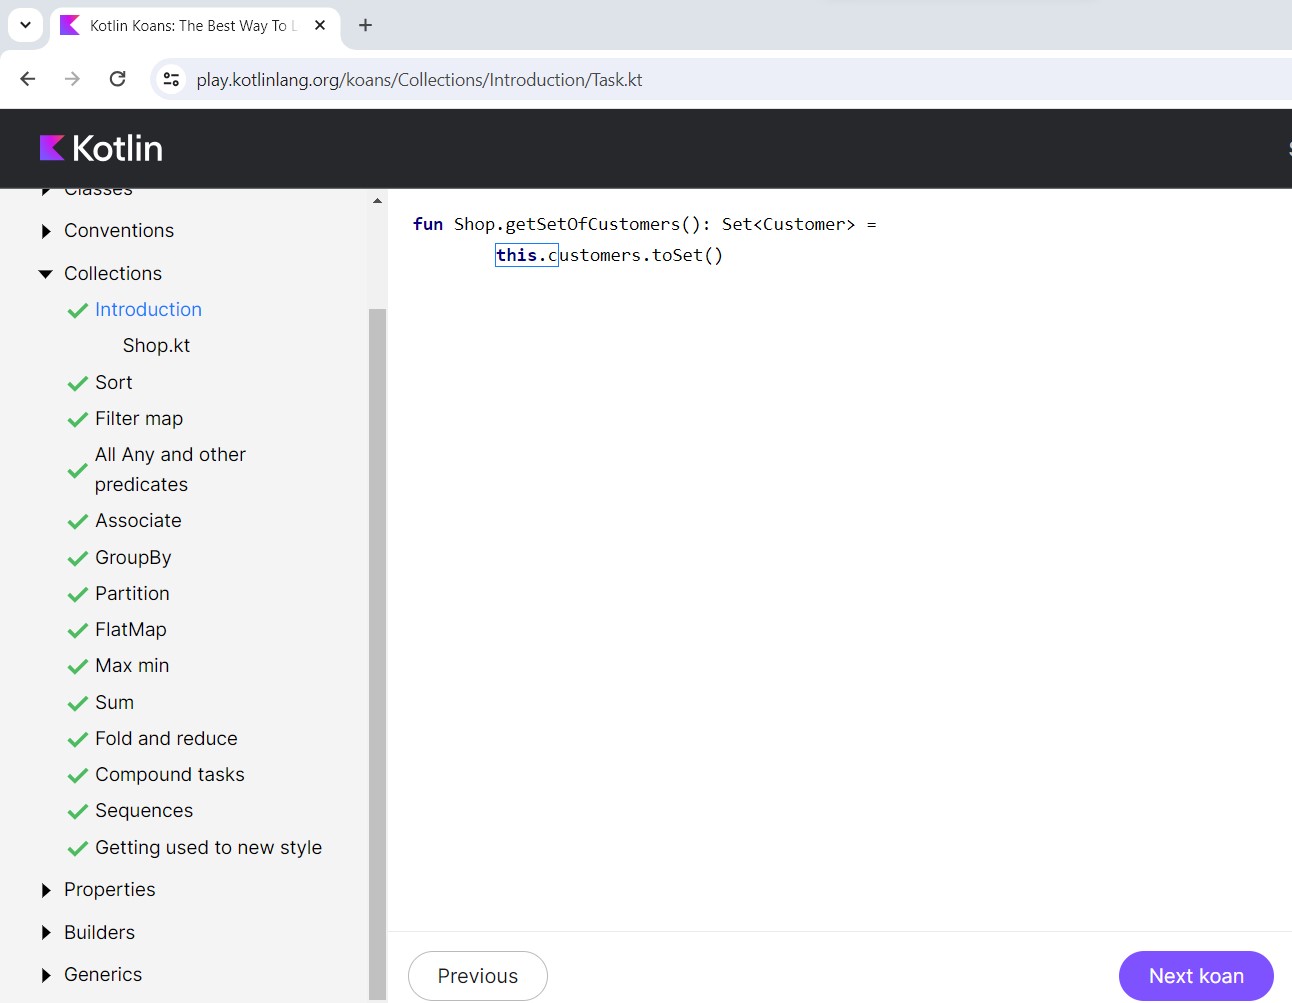 Kotlin Koans: The Best Way To L
play.kotlinlang.org/koans/Collections/Introduction/Task.kt
Kotlin
Classes
Conventions
Collections
Introduction
Shop.kt
Sort
Filter map
All Any and other
predicates
Associate
GroupBy
Partition
FlatMap
Max min
Sum
Fold and reduce
Compound tasks
Sequences
Getting used to new style
Properties
Builders
Generics
fun Shop.getSetOfCustomers(): Set<Customer> =
this.customers.toSet()
Previous
Next koan